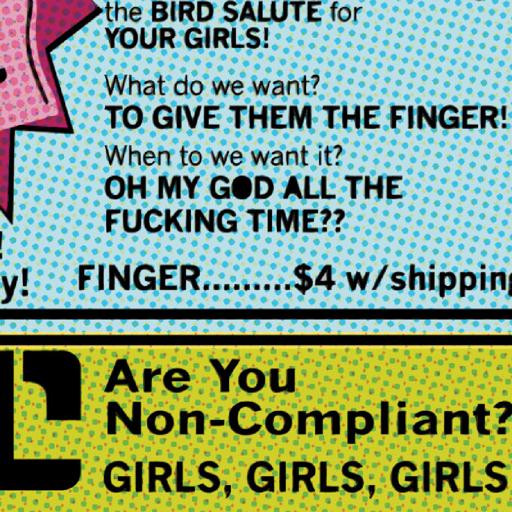 the BIRD SALUTE for
YOUR GIRLS!
What do we want?
TO GIVE THEM THE FINGER!
When to we want it?
OH MY GOD ALL THE
FUCKING TIME??
!
y!
FINGER.........$4 w/shipping
Are You
Non-Compliant?
GIRLS, GIRLS, GIRLS